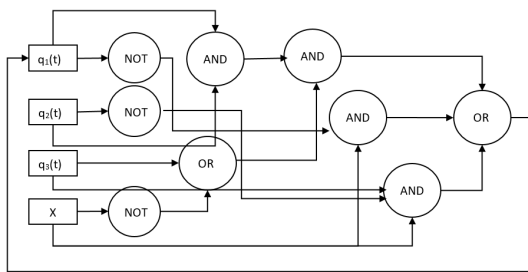 q₁(t)
NOT
AND
AND
q₂(t)
NOT
AND
OR
q₃(t)
OR
AND
X
NOT